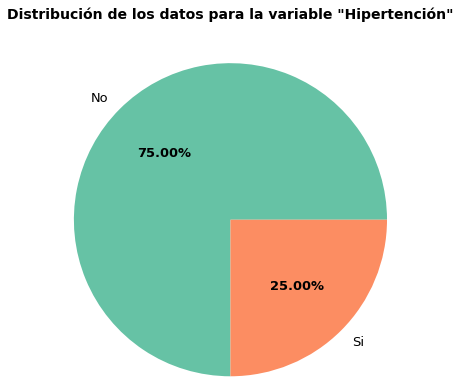 Distribución de los datos para la variable "Hipertención"
No
75.00%
25.00%
Si